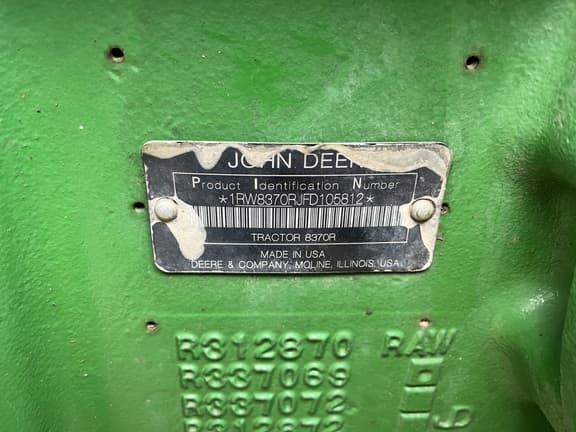 JOHN DEERE
Product Identification Number
*1RW8370RJFD105812*
TRACTOR 8370R
MADE IN USA
DEERE & COMPANY, MOLINE, ILLINOIS, USA
R312870 RAW
R337069
R337072
R312872 JD